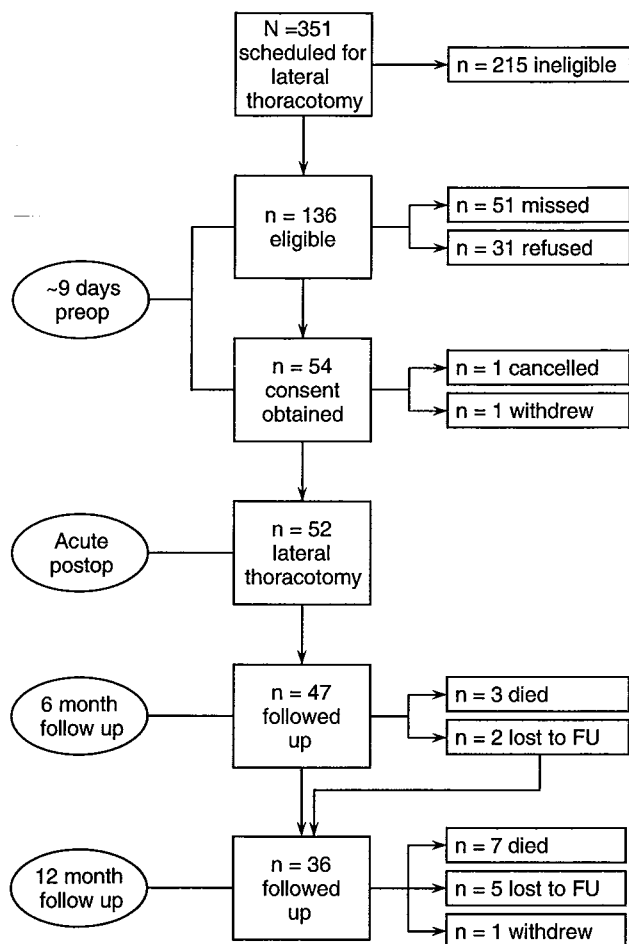 N =351
scheduled for
lateral
thoracotomy
n = 215 ineligible
n = 136
eligible
n = 51 missed
n = 31 refused
~9 days
preop
n = 54
consent
obtained
n = 1 cancelled
n = 1 withdrew
Acute
postop
n = 52
lateral
thoracotomy
6 month
follow up
n = 47
followed
up
n = 3 died
n = 2 lost to FU
12 month
follow up
n = 36
followed
up
n = 7 died
n = 5 lost to FU
n = 1 withdrew